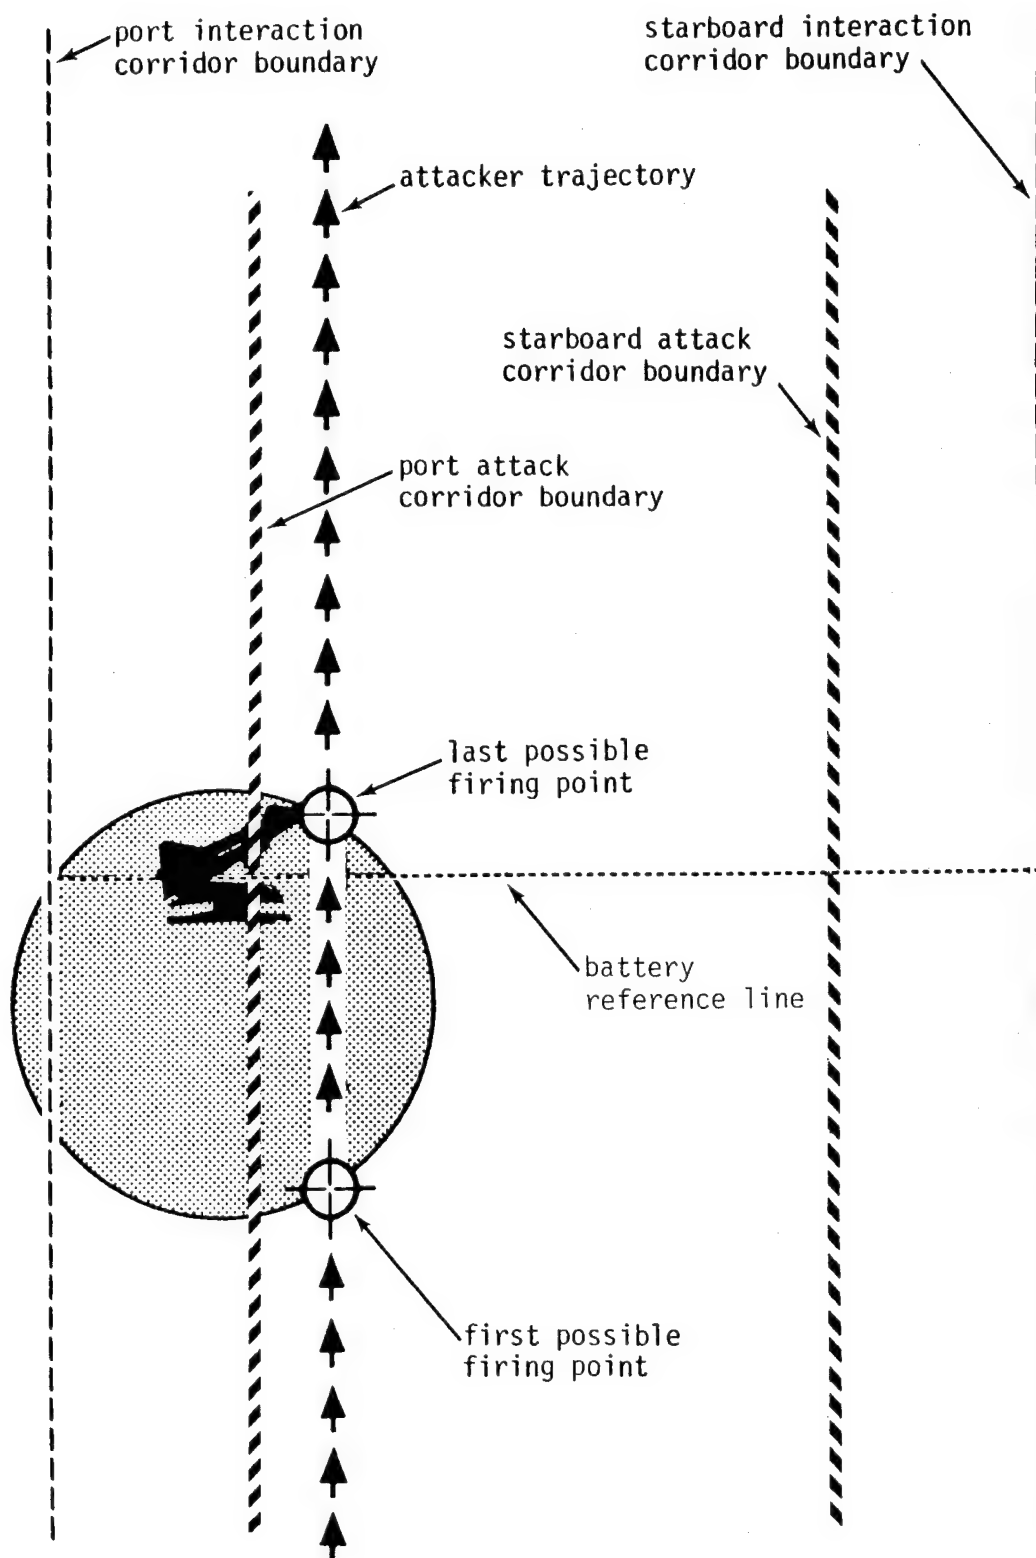 port interaction
corridor boundary
starboard interaction
corridor boundary
attacker trajectory
starboard attack
corridor boundary
port attack
corridor boundary
last possible
firing point
battery
reference line
first possible
firing point